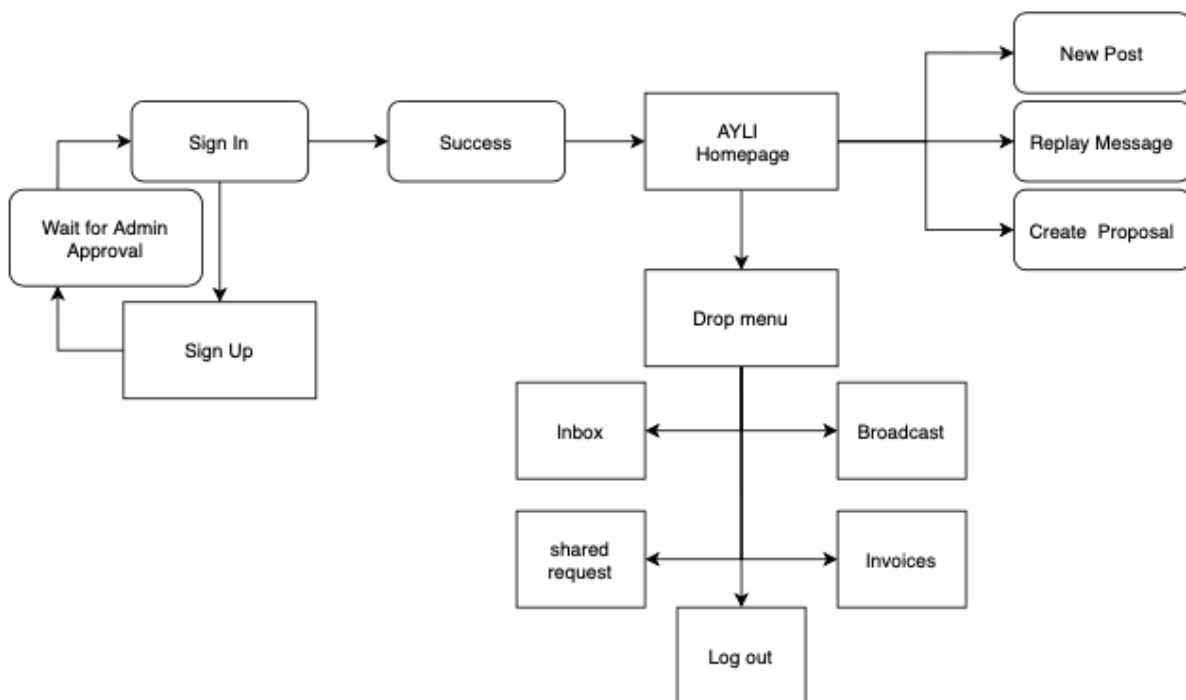 New Post
Sign In
Success
AYLI
Homepage
Replay Message
Wait for Admin
Approval
Create Proposal
Drop menu
Sign Up
Inbox
Broadcast
shared
request
Invoices
Log out